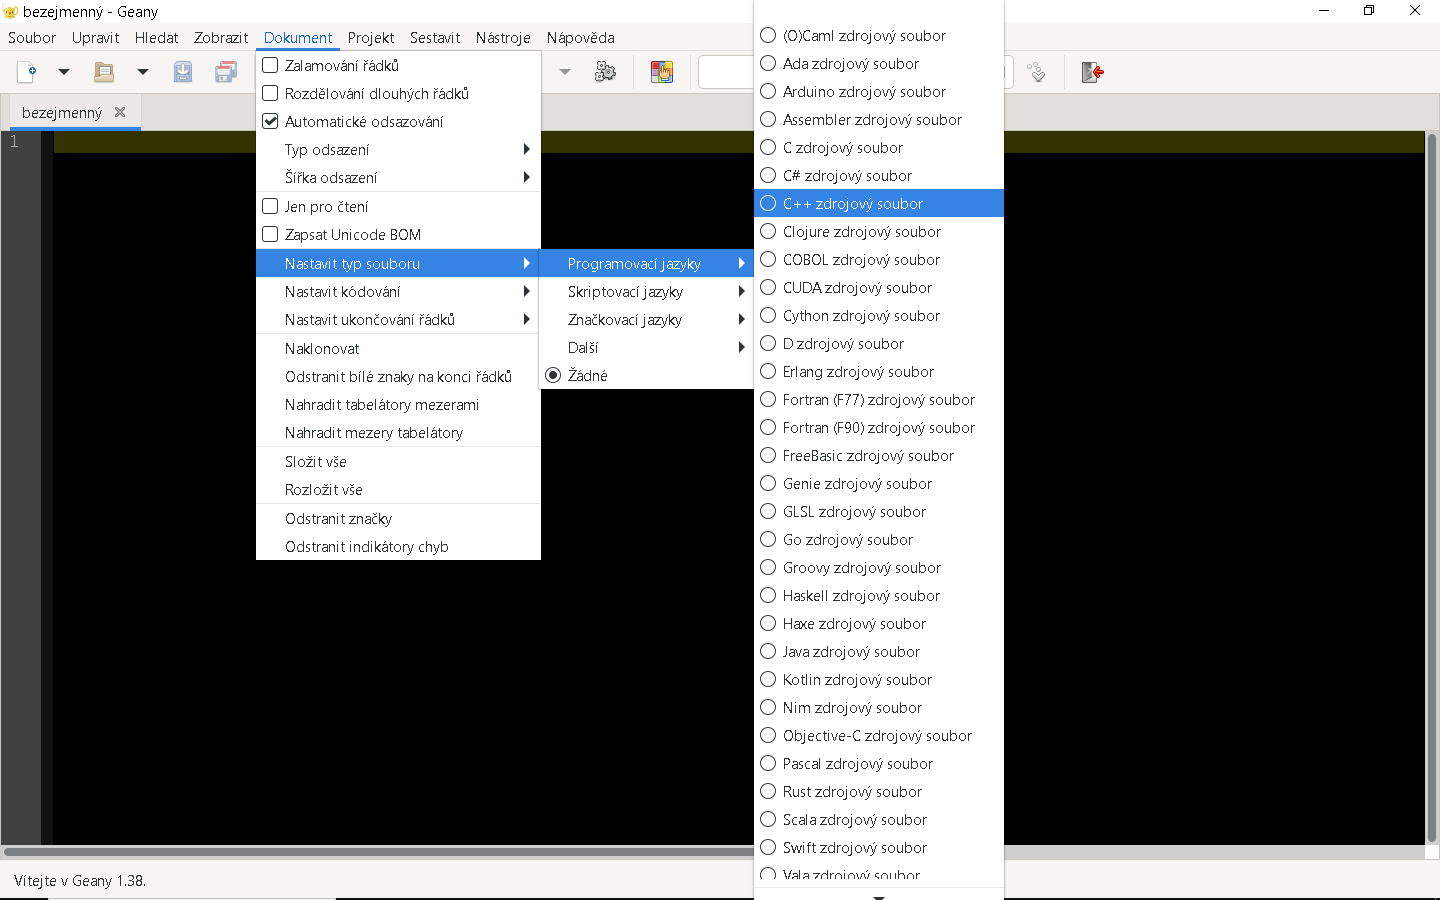 bezejmenný - Geany
Soubor Upravit Hledat Zobrazit Dokument Projekt Sestavit Nástroje Nápověda
bezejmenný
1
Zalamování řádků
Rozdělování dlouhých řádků
Automatické odsazování
Typ odsazení
Šířka odsazení
Jen pro čtení
Zapsat Unicode BOM
Nastavit typ souboru
Nastavit kódování
Nastavit ukončování řádků
Naklonovat
Odstranit bílé znaky na konci řádků
Nahradit tabelátory mezerami
Nahradit mezery tabelátory
Složit vše
Rozložit vše
Odstranit značky
Odstranit indikátory chyb
Programovací jazyky
Skriptovací jazyky
Značkovací jazyky
Další
Žádné
(O)Caml zdrojový soubor
Ada zdrojový soubor
Arduino zdrojový soubor
Assembler zdrojový soubor
C zdrojový soubor
C# zdrojový soubor
C++ zdrojový soubor
Clojure zdrojový soubor
COBOL zdrojový soubor
CUDA zdrojový soubor
Cython zdrojový soubor
D zdrojový soubor
Erlang zdrojový soubor
Fortran (F77) zdrojový soubor
Fortran (F90) zdrojový soubor
FreeBasic zdrojový soubor
Genie zdrojový soubor
GLSL zdrojový soubor
Go zdrojový soubor
Groovy zdrojový soubor
Haskell zdrojový soubor
Haxe zdrojový soubor
Java zdrojový soubor
Kotlin zdrojový soubor
Nim zdrojový soubor
Objective-C zdrojový soubor
Pascal zdrojový soubor
Rust zdrojový soubor
Scala zdrojový soubor
Swift zdrojový soubor
Vala zdrojový soubor
Vítejte v Geany 1.38.